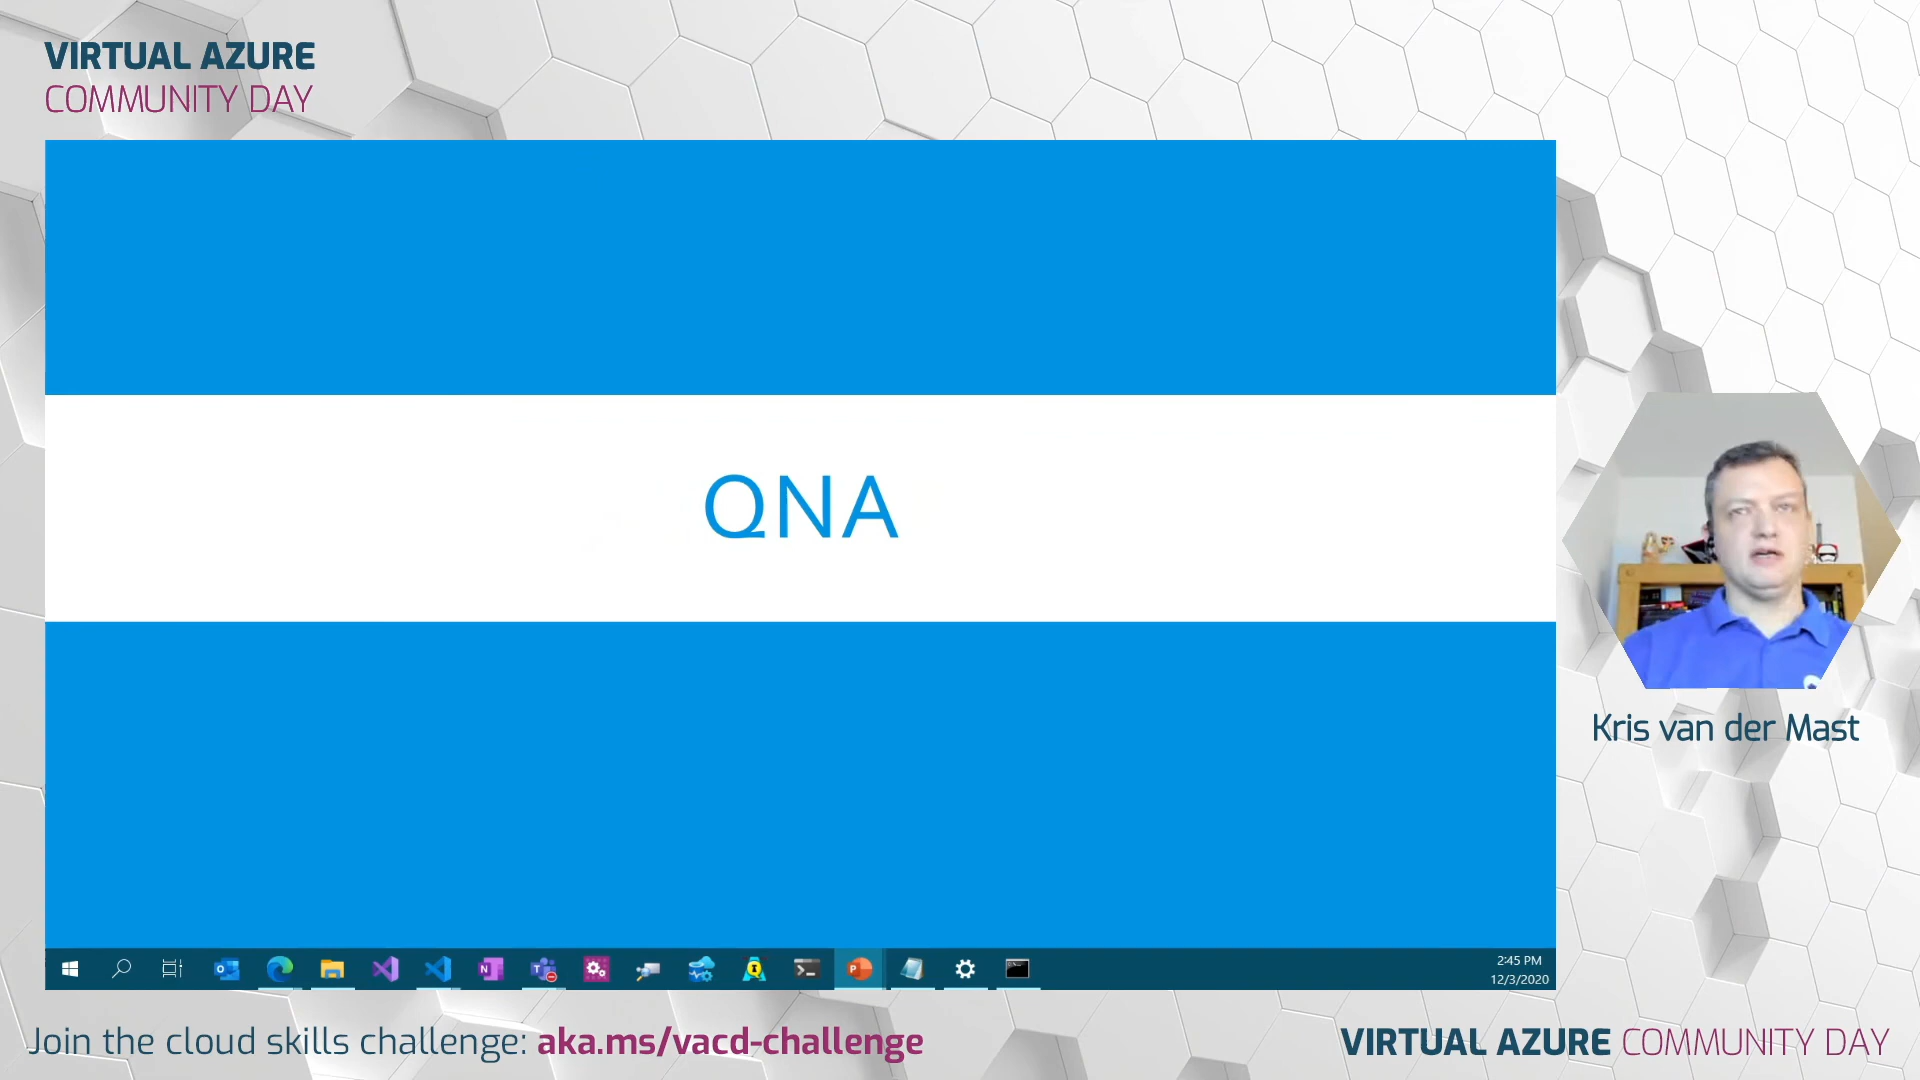 VIRTUAL AZURE
COMMUNITY DAY
QNA
Kris van der Mast
2:45 PM
12/3/2020
Join the cloud skills challenge: aka.ms/vacd-challenge
VIRTUAL AZURE COMMUNITY DAY